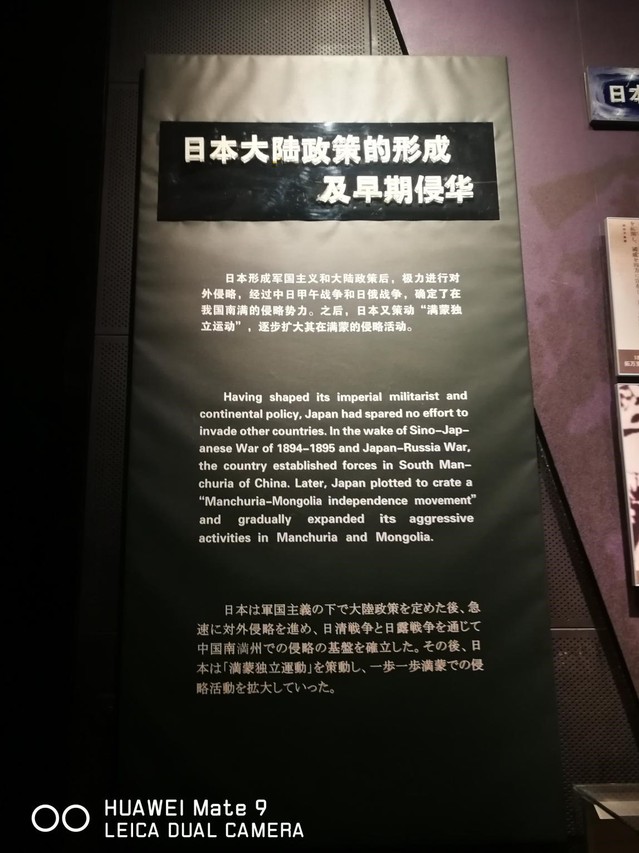 日本大陆政策的形成
及早期侵华
日本形成军国主义和大陆政策后，极力进行对
外侵略，经过中日甲午战争和日俄战争，确定了在
我国南满的侵略势力。之后，日本又策动“满蒙独
立运动”，逐步扩大其在满蒙的侵略活动。
Having shaped its imperial militarist and
continental policy, Japan had spared no effort to
invade other countries. In the wake of Sino-Jap-
anese War of 1894-1895 and Japan-Russia War,
the country established forces in South Man-
churia of China. Later, Japan plotted to crate a
“Manchuria-Mongolia independence movement”
and gradually expanded its aggressive
activities in Manchuria and Mongolia.
日本は軍国主義の下で大陸政策を定めた後、急
速に対外侵略を進め、日清戦争と日露戦争を通じて
中国南満州での侵略の基盤を確立した。その後、日
本は「満蒙独立運動」を策動し、一歩一歩満蒙での侵
略活動を拡大していった。
日本
HUAWEI Mate 9
LEICA DUAL CAMERA